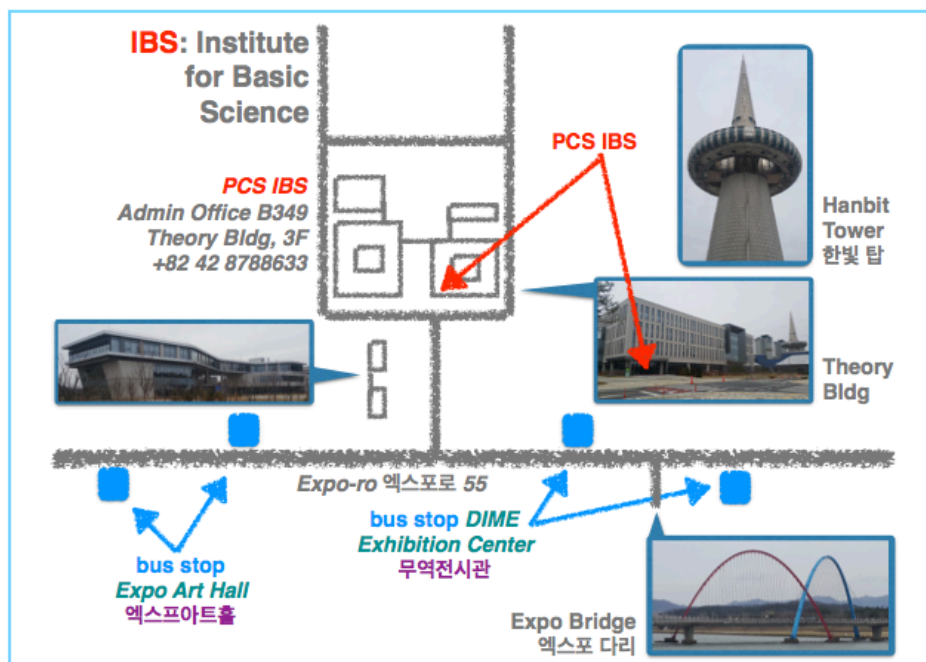 IBS: Institute
for Basic
Science
PCS IBS
Admin Office B349
Theory Bldg, 3F
+82 42 8788633
PCS IBS
Hanbit
Tower
한빛 탑
Theory
Bldg
Expo-ro 엑스포로 55
bus stop
Expo Art Hall
엑스프아트홀
bus stop DIME
Exhibition Center
무역전시관
Expo Bridge
엑스포 다리